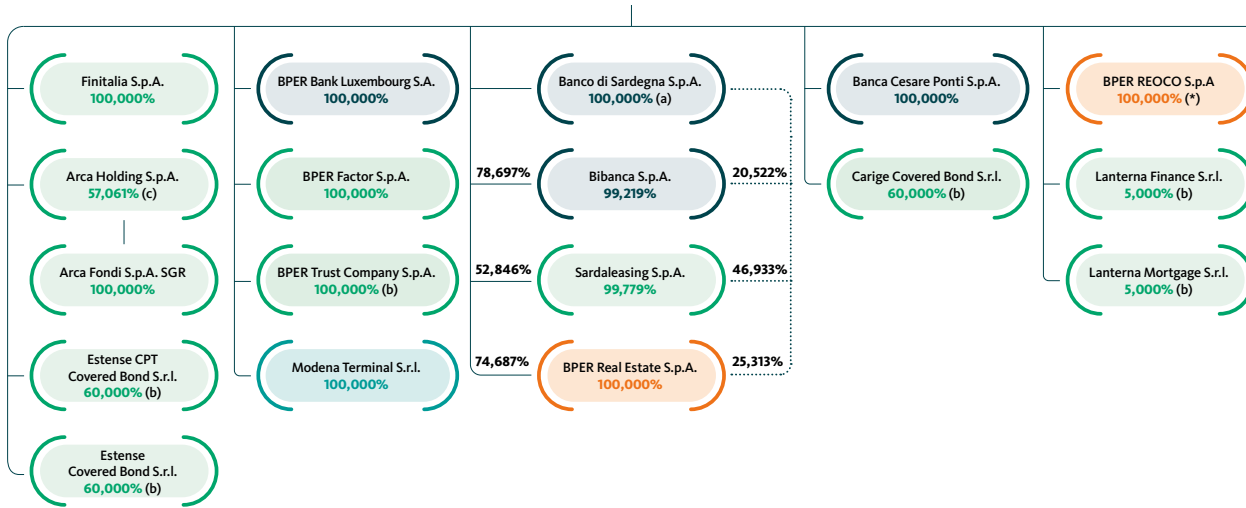 Finitalia S.p.A.
100,000%
Arca Holding S.p.A.
57,061% (c)
Arca Fondi S.p.A. SGR
100,000%
Estense CPT
Covered Bond S.r.l.
60,000% (b)
Estense
Covered Bond S.r.l.
60,000% (b)
BPER Bank Luxembourg S.A.
100,000%
BPER Factor S.p.A.
100,000%
BPER Trust Company S.p.A.
100,000% (b)
Modena Terminal S.r.l.
100,000%
Banco di Sardegna S.p.A.
100,000% (a)
78,697%
Bibanca S.p.A.
99,219%
20,522%
52,846%
Sardaleasing S.p.A.
99,779%
46,933%
74,687%
BPER Real Estate S.p.A.
100,000%
25,313%
Banca Cesare Ponti S.p.A.
100,000%
Carige Covered Bond S.r.l.
60,000% (b)
BPER REOCO S.p.A
100,000% (*)
Lanterna Finance S.r.l.
5,000% (b)
Lanterna Mortgage S.r.l.
5,000% (b)